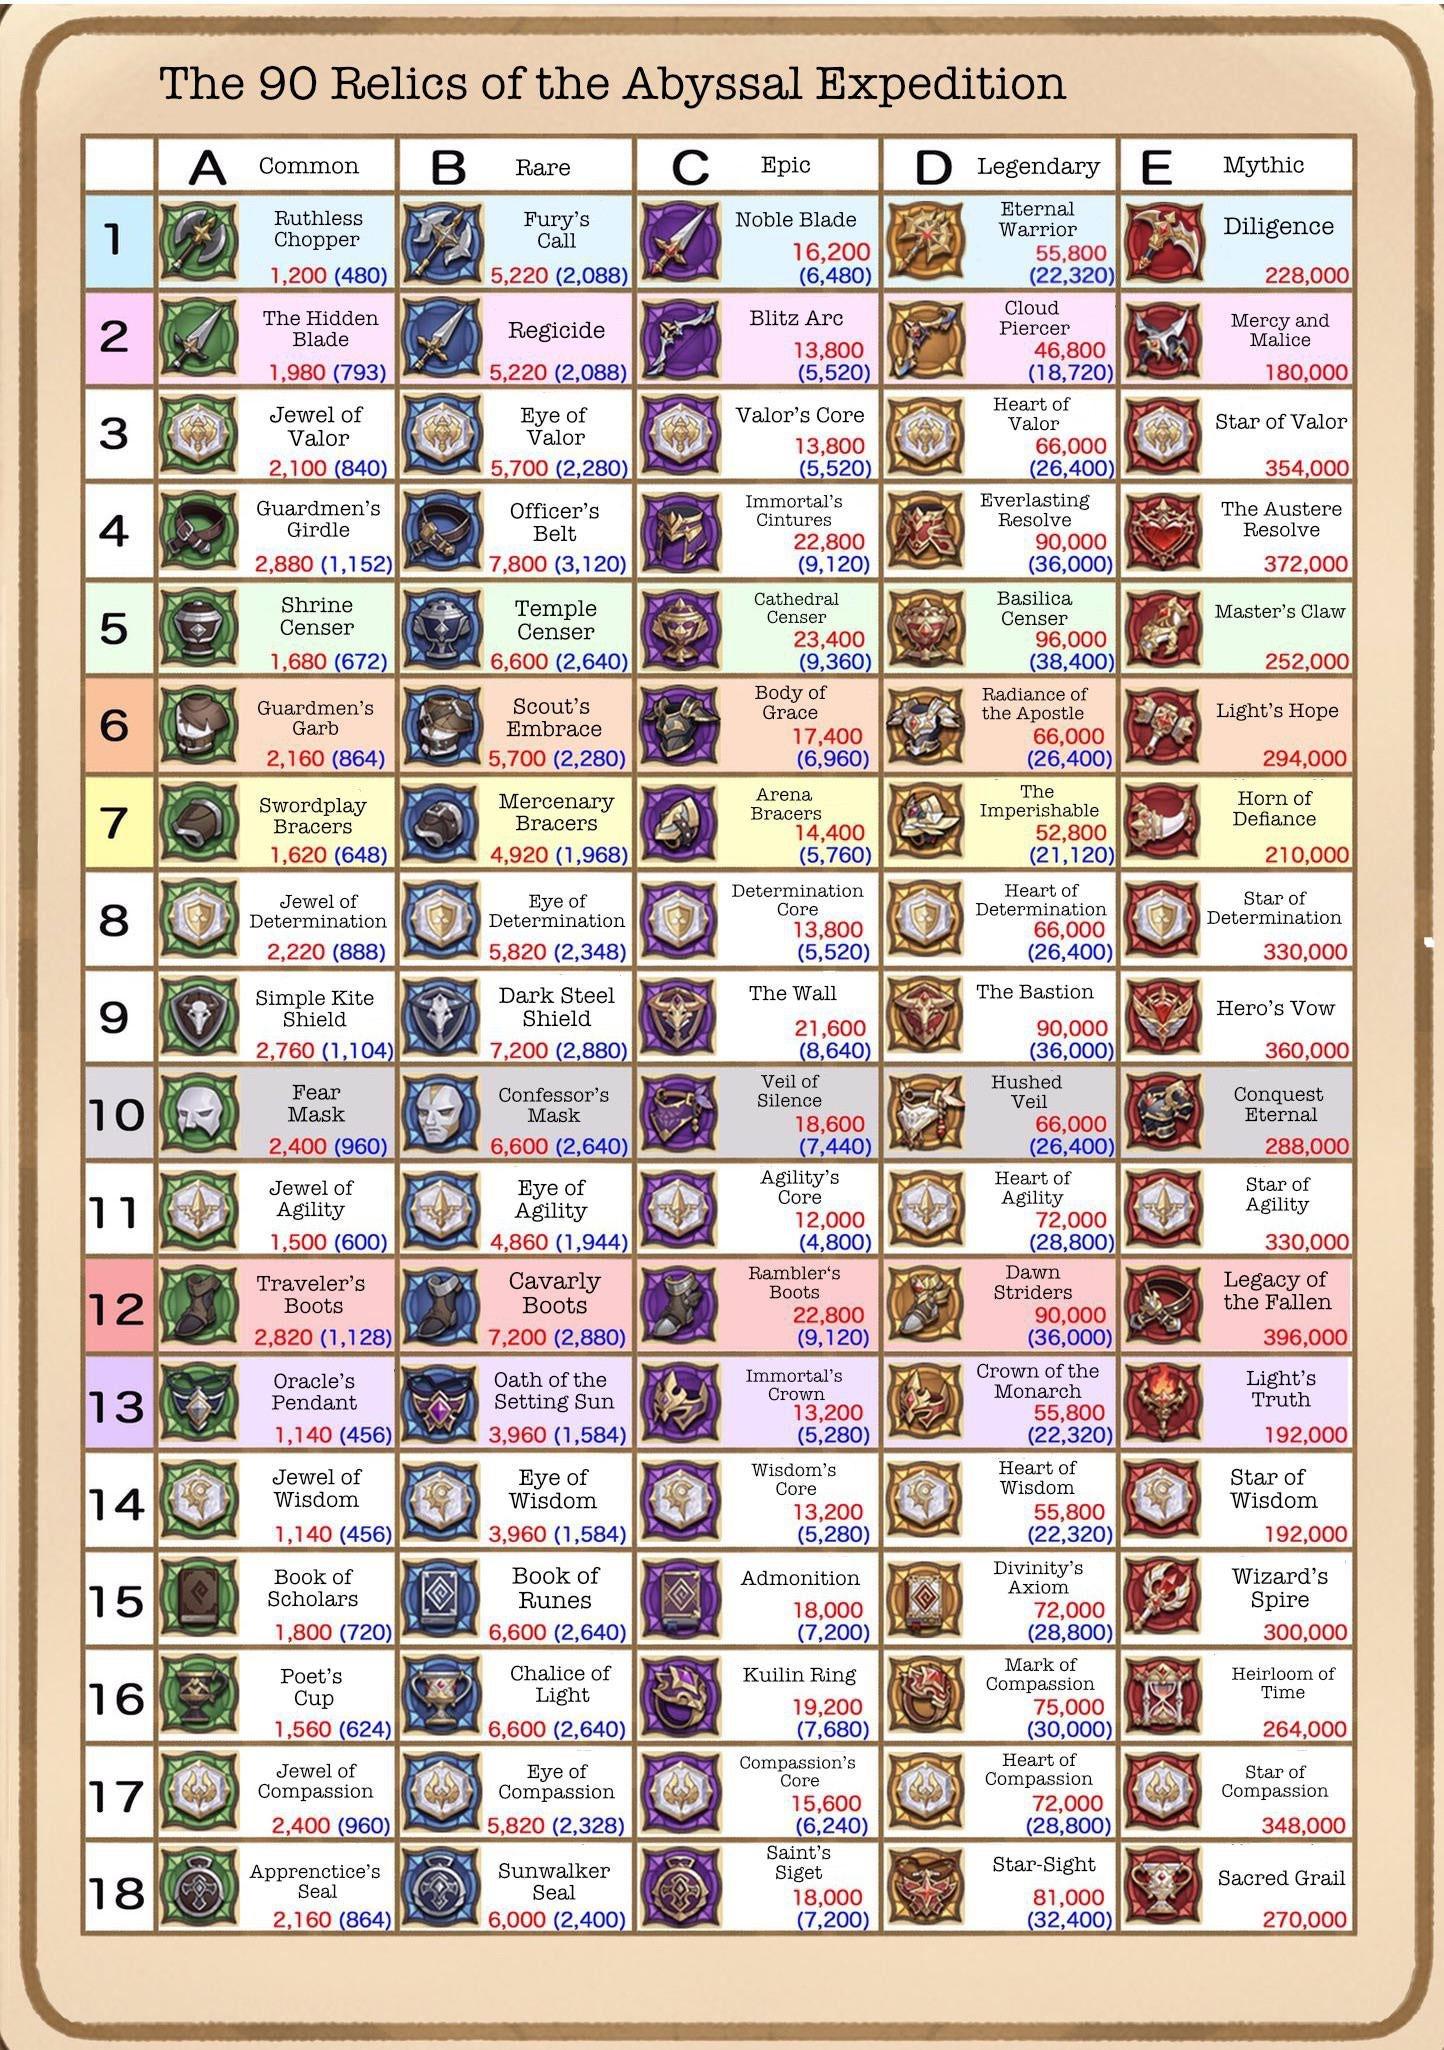 The 90 Relics of the Abyssal Expedition
A Common
B Rare
C Epic
D Legendary
E Mythic
1
Ruthless
Chopper
1,200 (480)
Fury's
Call
5,220 (2,088)
Noble Blade
16,200
(6,480)
Eternal
Warrior
55,800
(22,320)
Diligence
228,000
2
The Hidden
Blade
1,980 (793)
Regicide
5,220 (2,088)
Blitz Arc
13,800
(5,520)
Cloud
Piercer
46,800
(18,720)
Mercy and
Malice
180,000
3
Jewel of
Valor
2,100 (840)
Eye of
Valor
5,700 (2,280)
Valor's Core
13,800
(5,520)
Heart of
Valor
66,000
(26,400)
Star of Valor
354,000
4
Guardmen's
Girdle
2,880 (1,152)
Officer's
Belt
7,800 (3,120)
Immortal's
Cintures
22,800
(9,120)
Everlasting
Resolve
90,000
(36,000)
The Austere
Resolve
372,000
5
Shrine
Censer
1,680 (672)
Temple
Censer
6,600 (2,640)
Cathedral
Censer
23,400
(9,360)
Basilica
Censer
96,000
(38,400)
Master's Claw
252,000
6
Guardmen's
Garb
2,160 (864)
Scout's
Embrace
5,700 (2,280)
Body of
Grace
17,400
(6,960)
Radiance of
the Apostle
66,000
(26,400)
Light's Hope
294,000
7
Swordplay
Bracers
1,620 (648)
Mercenary
Bracers
4,920 (1,968)
Arena
Bracers
14,400
(5,760)
The
Imperishable
52,800
(21,120)
Horn of
Defiance
210,000
8
Jewel of
Determination
2,220 (888)
Eye of
Determination
5,820 (2,348)
Determination
Core
13,800
(5,520)
Heart of
Determination
66,000
(26,400)
Star of
Determination
330,000
9
Simple Kite
Shield
2,760 (1,104)
Dark Steel
Shield
7,200 (2,880)
The Wall
21,600
(8,640)
The Bastion
90,000
(36,000)
Hero's Vow
360,000
10
Fear
Mask
2,400 (960)
Confessor's
Mask
6,600 (2,640)
Veil of
Silence
18,600
(7,440)
Hushed
Veil
66,000
(26,400)
Conquest
Eternal
288,000
11
Jewel of
Agility
1,500 (600)
Eye of
Agility
4,860 (1,944)
Agility's
Core
12,000
(4,800)
Heart of
Agility
72,000
(28,800)
Star of
Agility
330,000
12
Traveler's
Boots
2,820 (1,128)
Cavarly
Boots
7,200 (2,880)
Rambler‘s
Boots
22,800
(9,120)
Dawn
Striders
90,000
(36,000)
Legacy of
the Fallen
396,000
13
Oracle's
Pendant
1,140 (456)
Oath of the
Setting Sun
3,960 (1,584)
Immortal's
Crown
13,200
(5,280)
Crown of the
Monarch
55,800
(22,320)
Light's
Truth
192,000
14
Jewel of
Wisdom
1,140 (456)
Eye of
Wisdom
3,960 (1,584)
Wisdom's
Core
13,200
(5,280)
Heart of
Wisdom
55,800
(22,320)
Star of
Wisdom
192,000
15
Book of
Scholars
1,800 (720)
Book of
Runes
6,600 (2,640)
Admonition
18,000
(7,200)
Divinity's
Axiom
72,000
(28,800)
Wizard's
Spire
300,000
16
Poet's
Cup
1,560 (624)
Chalice of
Light
6,600 (2,640)
Kuilin Ring
19,200
(7,680)
Mark of
Compassion
75,000
(30,000)
Heirloom of
Time
264,000
17
Jewel of
Compassion
2,400 (960)
Eye of
Compassion
5,820 (2,328)
Compassion's
Core
15,600
(6,240)
Heart of
Compassion
72,000
(28,800)
Star of
Compassion
348,000
18
Apprenctice's
Seal
2,160 (864)
Sunwalker
Seal
6,000 (2,400)
Saint's
Siget
18,000
(7,200)
Star-Sight
81,000
(32,400)
Sacred Grail
270,000